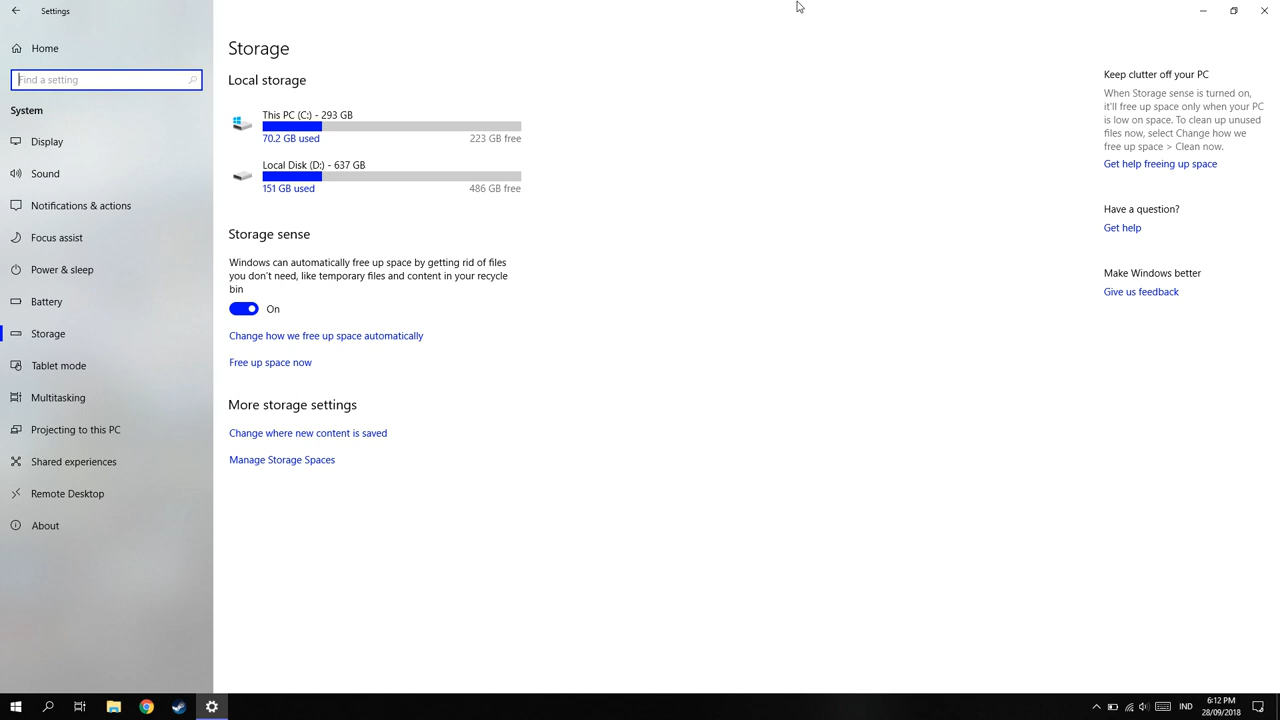 Settings
Home
Find a setting
System
Display
Sound
Notifications & actions
Focus assist
Power & sleep
Battery
Storage
Tablet mode
Multitasking
Projecting to this PC
Shared experiences
Remote Desktop
About
Storage
Local storage
This PC (C:) - 293 GB
70.2 GB used 223 GB free
Local Disk (D:) - 637 GB
151 GB used 486 GB free
Storage sense
Windows can automatically free up space by getting rid of files
you don't need, like temporary files and content in your recycle
bin
On
Change how we free up space automatically
Free up space now
More storage settings
Change where new content is saved
Manage Storage Spaces
Keep clutter off your PC
When Storage sense is turned on,
it'll free up space only when your PC
is low on space. To clean up unused
files now, select Change how we
free up space > Clean now.
Get help freeing up space
Have a question?
Get help
Make Windows better
Give us feedback
IND
6:12 PM
28/09/2018